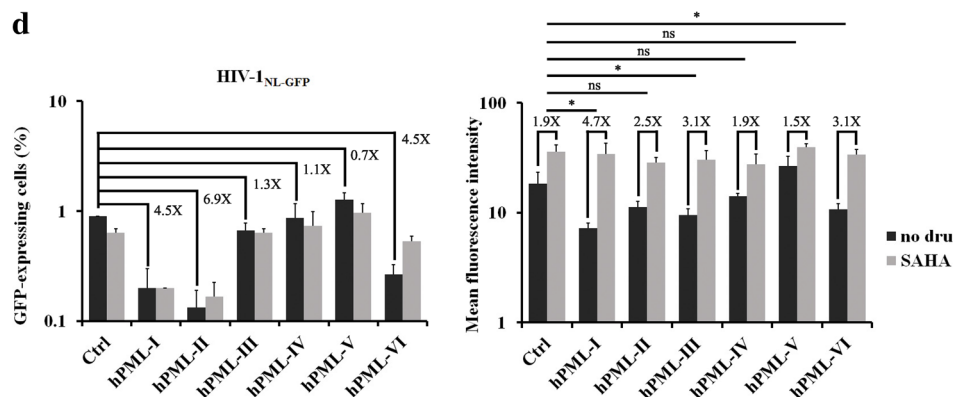 d
HIV-1NL-GFP
GFP-expressing cells (%)
10
1
0.1
4.5X
6.9X
1.3X
1.1X
0.7X
4.5X
Ctrl
hPML-I
hPML-II
hPML-III
hPML-IV
hPML-V
hPML-VI
Mean fluorescence intensity
100
10
1
*
ns
ns
*
ns
*
1.9X
4.7X
2.5X
3.1X
1.9X
1.5X
3.1X
Ctrl
hPML-I
hPML-II
hPML-III
hPML-IV
hPML-V
hPML-VI
no dru
SAHA